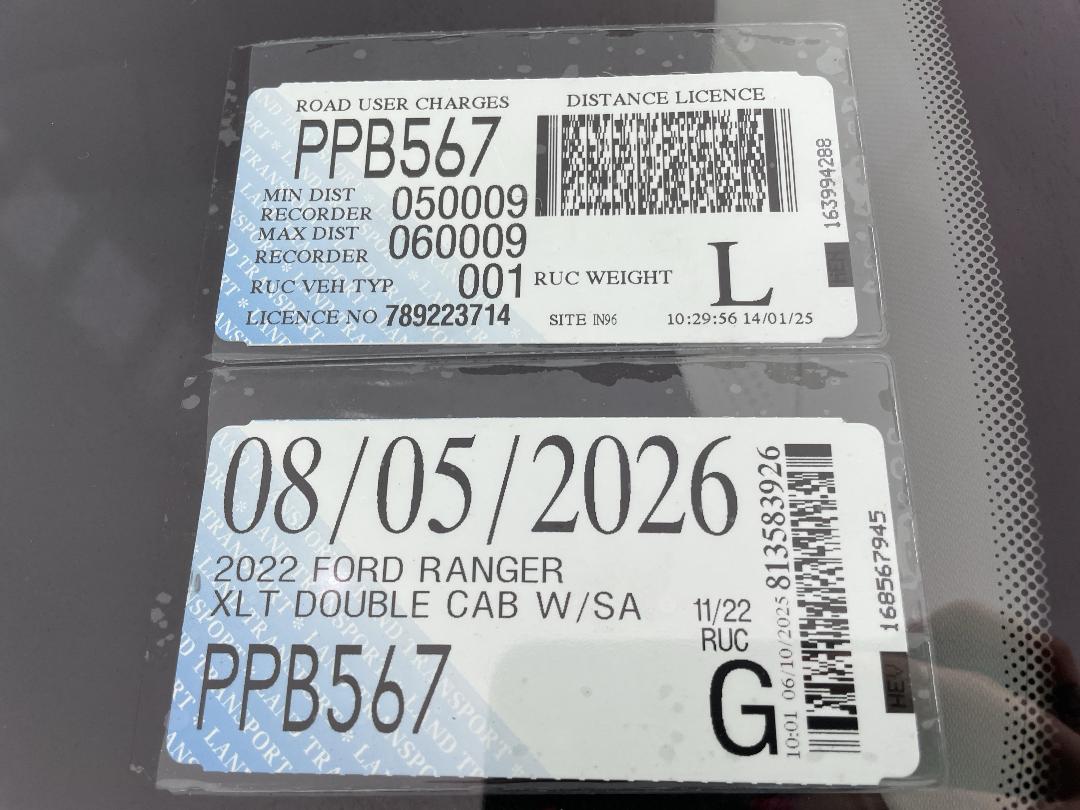 ROAD USER CHARGES
DISTANCE LICENCE
PPB567
MIN DIST RECORDER 050009
MAX DIST RECORDER 060009
RUC VEH TYP 001
RUC WEIGHT L
LICENCE NO 789223714
SITE IN96 10:29:56 14/01/25
163994288
08/05/2026
2022 FORD RANGER
XLT DOUBLE CAB W/SA
11/22
RUC
PPB567
G
10:01 06/10/2025 813583926
168567945